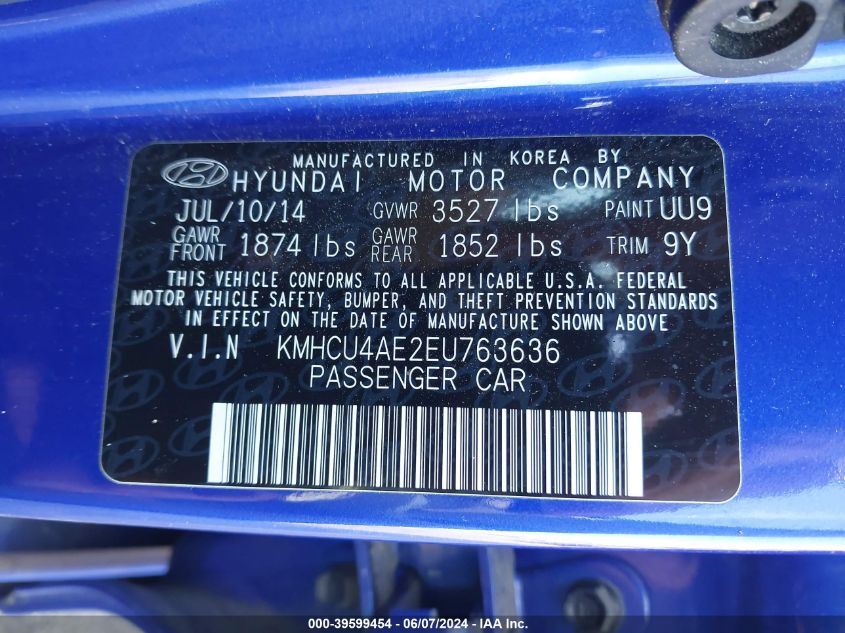 MANUFACTURED IN KOREA BY
HYUNDAI MOTOR COMPANY
JUL/10/14 GVWR 3527 lbs PAINT UU9
GAWR FRONT 1874 lbs GAWR REAR 1852 lbs TRIM 9Y
THIS VEHICLE CONFORMS TO ALL APPLICABLE U.S.A. FEDERAL
MOTOR VEHICLE SAFETY, BUMPER, AND THEFT PREVENTION STANDARDS
IN EFFECT ON THE DATE OF MANUFACTURE SHOWN ABOVE
V.I.N KMHCU4AE2EU763636
PASSENGER CAR
000-39599454 - 06/07/2024 - IAA Inc.